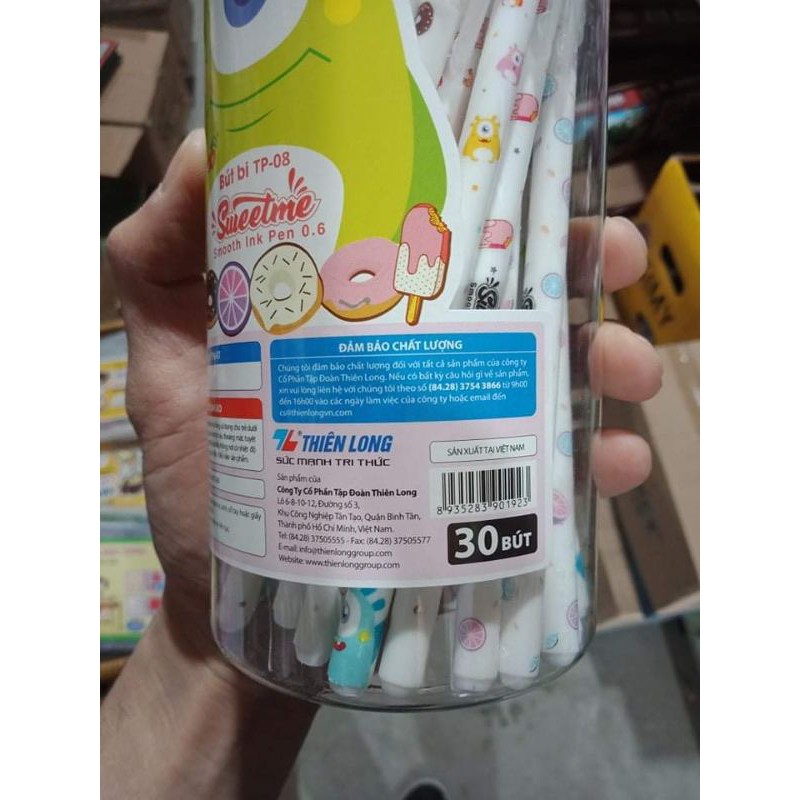 Bút bi TP-08
Sweetme
Smooth Ink Pen 0.6
ĐẢM BẢO CHẤT LƯỢNG
Chúng tôi đảm bảo chất lượng đối với tất cả sản phẩm của công ty
Cổ Phần Tập Đoàn Thiên Long. Nếu có bất kỳ câu hỏi gì về sản phẩm,
xin vui lòng liên hệ với chúng tôi theo số (84.28) 3754 3866 từ 9h00
đến 16h00 vào các ngày làm việc của công ty hoặc email đến
cs@thienlongvn.com
THIÊN LONG
SỨC MẠNH TRI THỨC
SẢN XUẤT TẠI VIỆT NAM
Sản phẩm của
Công Ty Cổ Phần Tập Đoàn Thiên Long
Lô 6-8-10-12, Đường số 3,
Khu Công Nghiệp Tân Tạo, Quận Bình Tân,
Thành phố Hồ Chí Minh, Việt Nam.
Tel: (84.28) 37505555 - Fax: (84.28) 37505577
E-mail: info@thienlonggroup.com
Website: www.thienlonggroup.com
8 935283 901923
30 BÚT